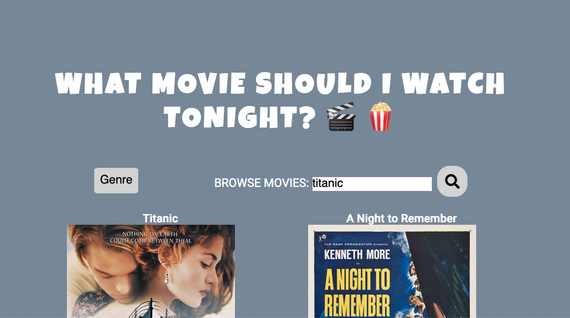 WHAT MOVIE SHOULD I WATCH
TONIGHT?
Genre
BROWSE MOVIES: titanic
Titanic
A Night to Remember
NOTHING ON EARTH
COULD COME BETWEEN THEM.
THE RANK ORGANISATION presents
KENNETH MORE
A NIGHT TO
REMEMBER